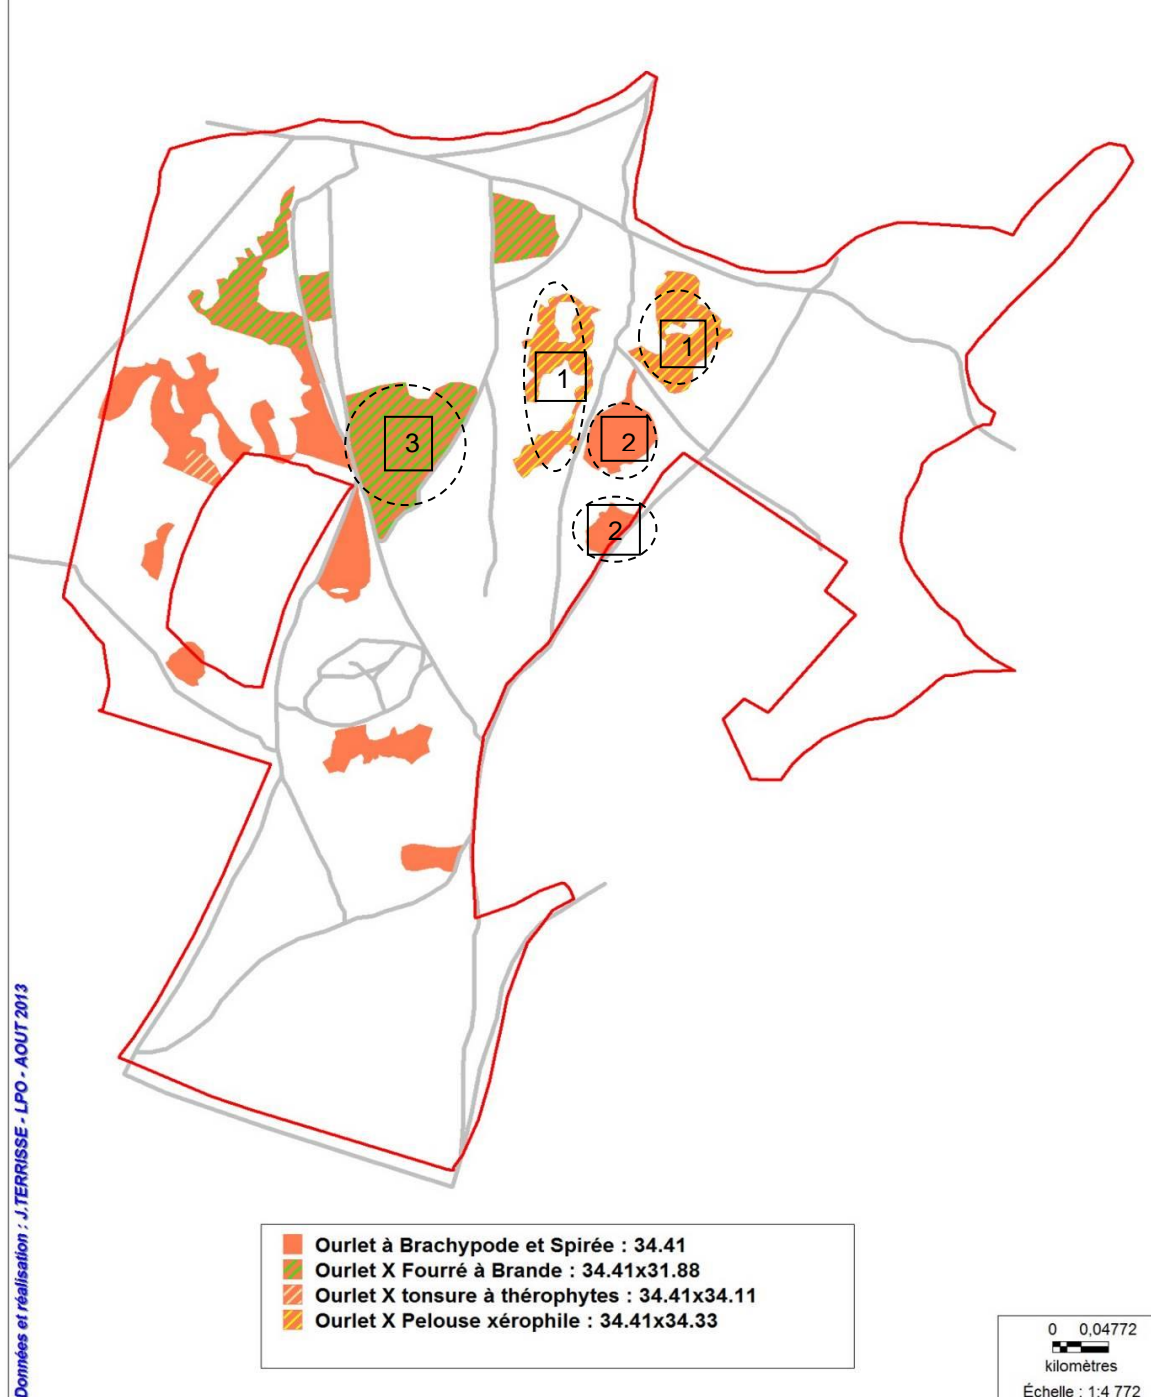 1
1
3
2
2
Données et réalisation : J.TERRISSE - LPO - AOUT 2013
Ourlet à Brachypode et Spirée : 34.41
Ourlet X Fourré à Brande : 34.41x31.88
Ourlet X tonsure à thérophytes : 34.41x34.11
Ourlet X Pelouse xérophile : 34.41x34.33
0 0,04772
kilomètres
Échelle : 1:4 772